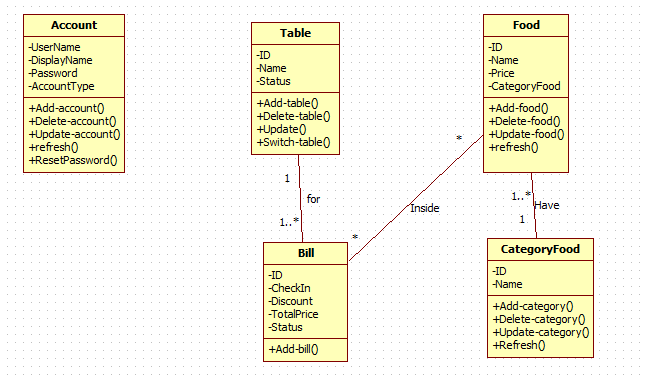 Account
-UserName
-DisplayName
-Password
-AccountType
+Add-account()
+Delete-account()
+Update-account()
+refresh()
+ResetPassword()
Table
-ID
-Name
-Status
+Add-table()
+Delete-table()
+Update()
+Switch-table()
Food
-ID
-Name
-Price
-CategoryFood
+Add-food()
+Delete-food()
+Update-food()
+refresh()
1
for
1..*
*
Inside
*
1..*
Have
1
Bill
-ID
-CheckIn
-Discount
-TotalPrice
-Status
+Add-bill()
CategoryFood
-ID
-Name
+Add-category()
+Delete-category()
+Update-category()
+Refresh()